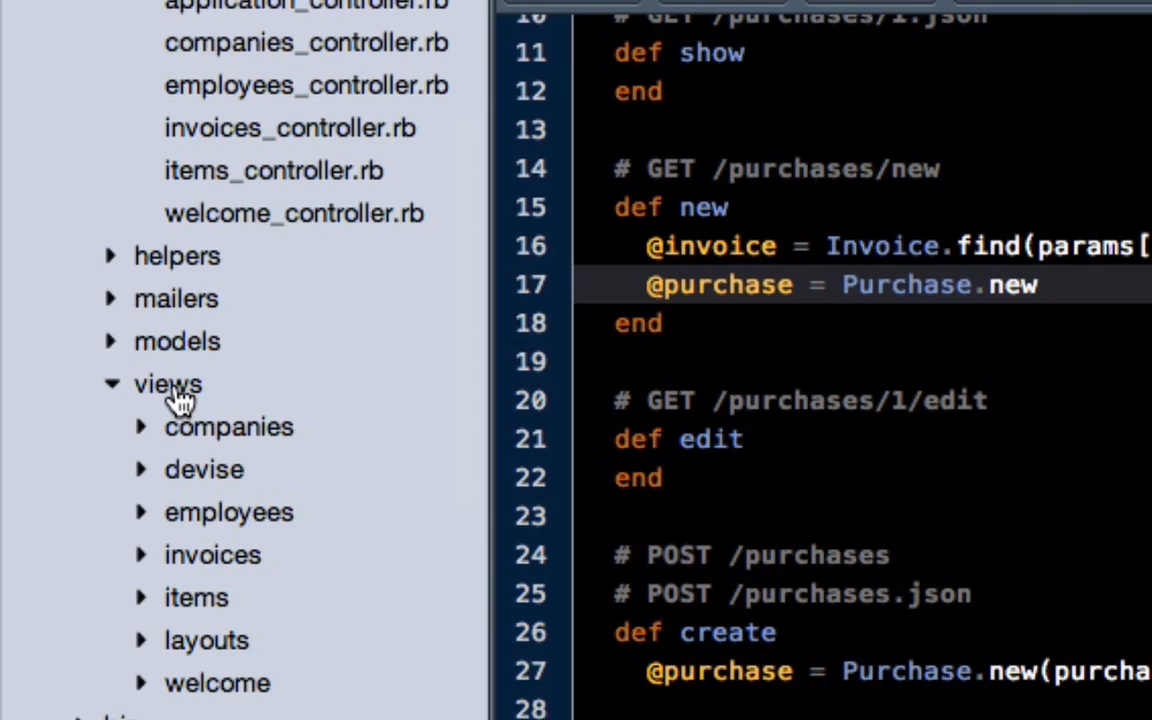 application_controller.rb
companies_controller.rb
employees_controller.rb
invoices_controller.rb
items_controller.rb
welcome_controller.rb
helpers
mailers
models
views
companies
devise
employees
invoices
items
layouts
welcome
10 # GET /purchases/1.json
11 def show
12 end
13
14 # GET /purchases/new
15 def new
16 @invoice = Invoice.find(params[
17 @purchase = Purchase.new
18 end
19
20 # GET /purchases/1/edit
21 def edit
22 end
23
24 # POST /purchases
25 # POST /purchases.json
26 def create
27 @purchase = Purchase.new(purcha
28